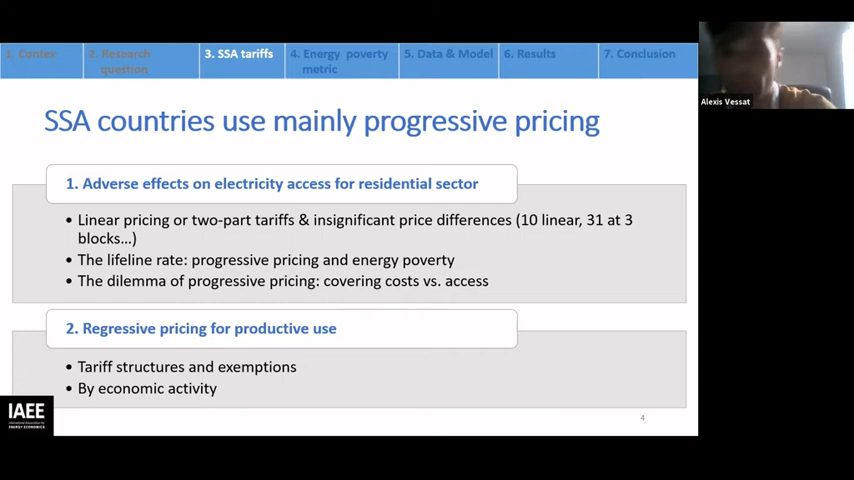 1. Contex
2. Research
question
3. SSA tariffs
4. Energy poverty
metric
5. Data & Model
6. Results
7. Conclusion
Alexis Vessat
SSA countries use mainly progressive pricing
1. Adverse effects on electricity access for residential sector
• Linear pricing or two-part tariffs & insignificant price differences (10 linear, 31 at 3
blocks…)
• The lifeline rate: progressive pricing and energy poverty
• The dilemma of progressive pricing: covering costs vs. access
2. Regressive pricing for productive use
• Tariff structures and exemptions
• By economic activity
IAEE
International Association for
ENERGY ECONOMICS
4